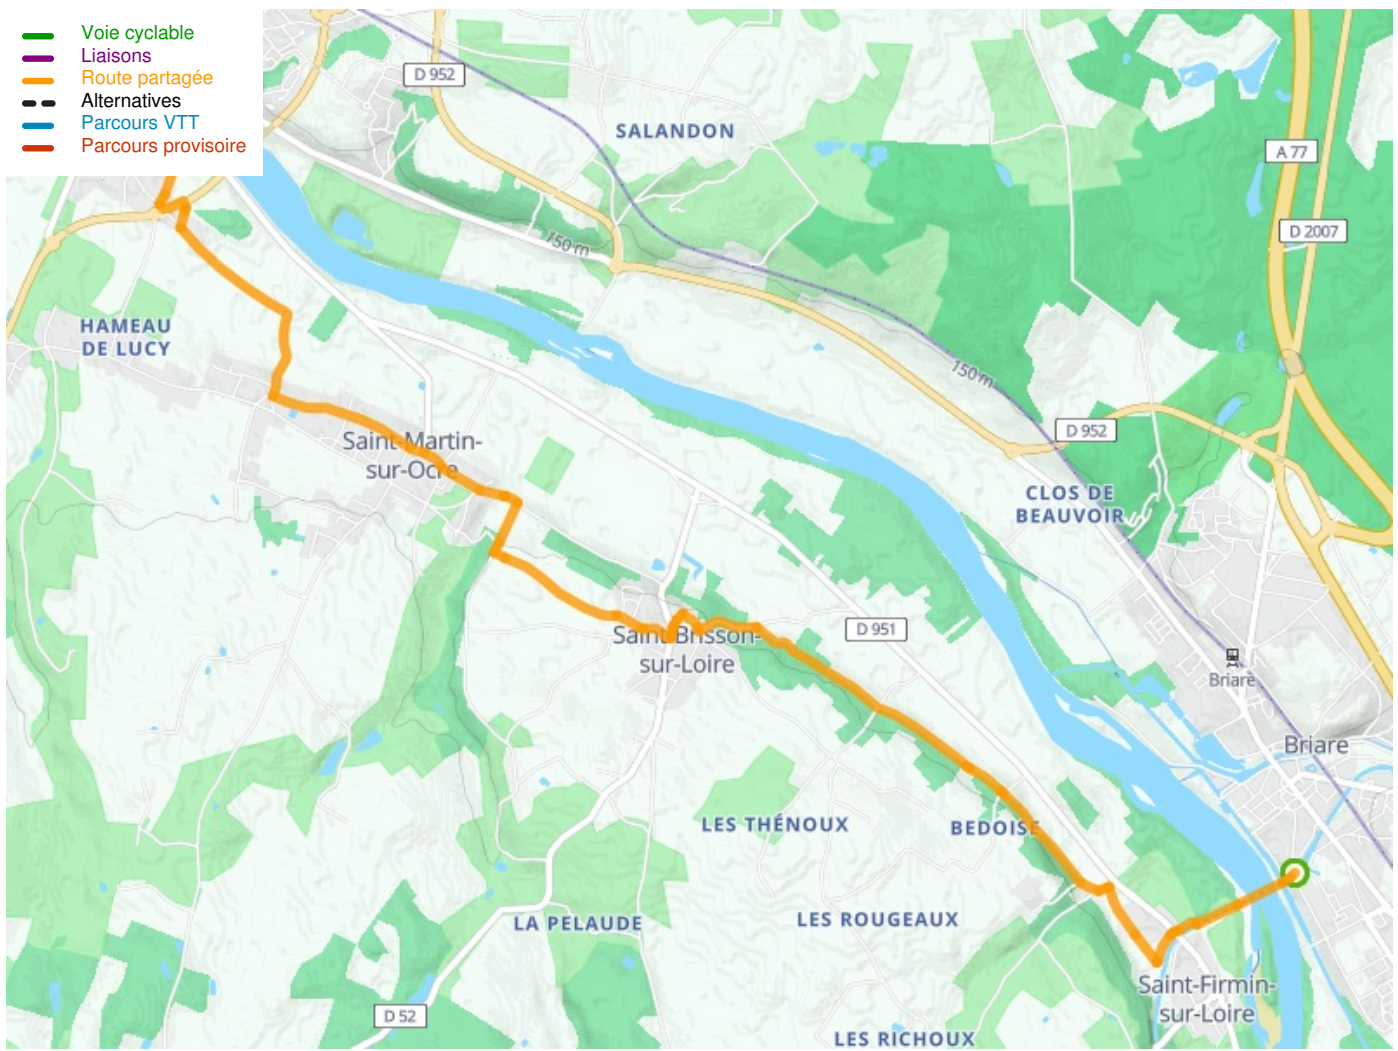 Voie cyclable
Liaisons
Route partagée
Alternatives
Parcours VTT
Parcours provisoire
D 952
SALANDON
A 77
D 2007
150 m
HAMEAU
DE LUCY
150 m
D 952
Saint-Martin-
sur-Ocre
CLOS DE
BEAUVOIR
D 951
Saint-Brisson-
sur-Loire
Briare
Briare
LES THÉNOUX
BEDOISE
LA PELAUDE
LES ROUGEAUX
Saint-Firmin-
sur-Loire
D 52
LES RICHOUX